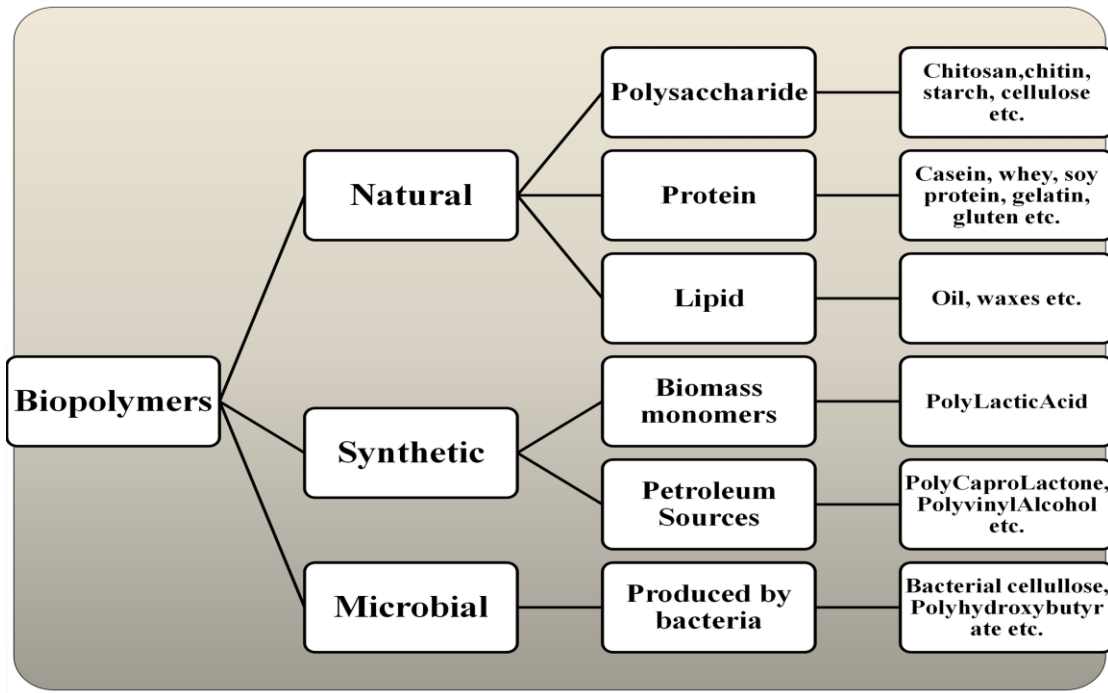 Biopolymers
Natural
Polysaccharide
Chitosan,chitin,
starch, cellulose
etc.
Protein
Casein, whey, soy
protein, gelatin,
gluten etc.
Lipid
Oil, waxes etc.
Synthetic
Biomass
monomers
PolyLacticAcid
Petroleum
Sources
PolyCaproLactone,
PolyvinylAlcohol
etc.
Microbial
Produced by
bacteria
Bacterial cellullose,
Polyhydroxybutyr
ate etc.